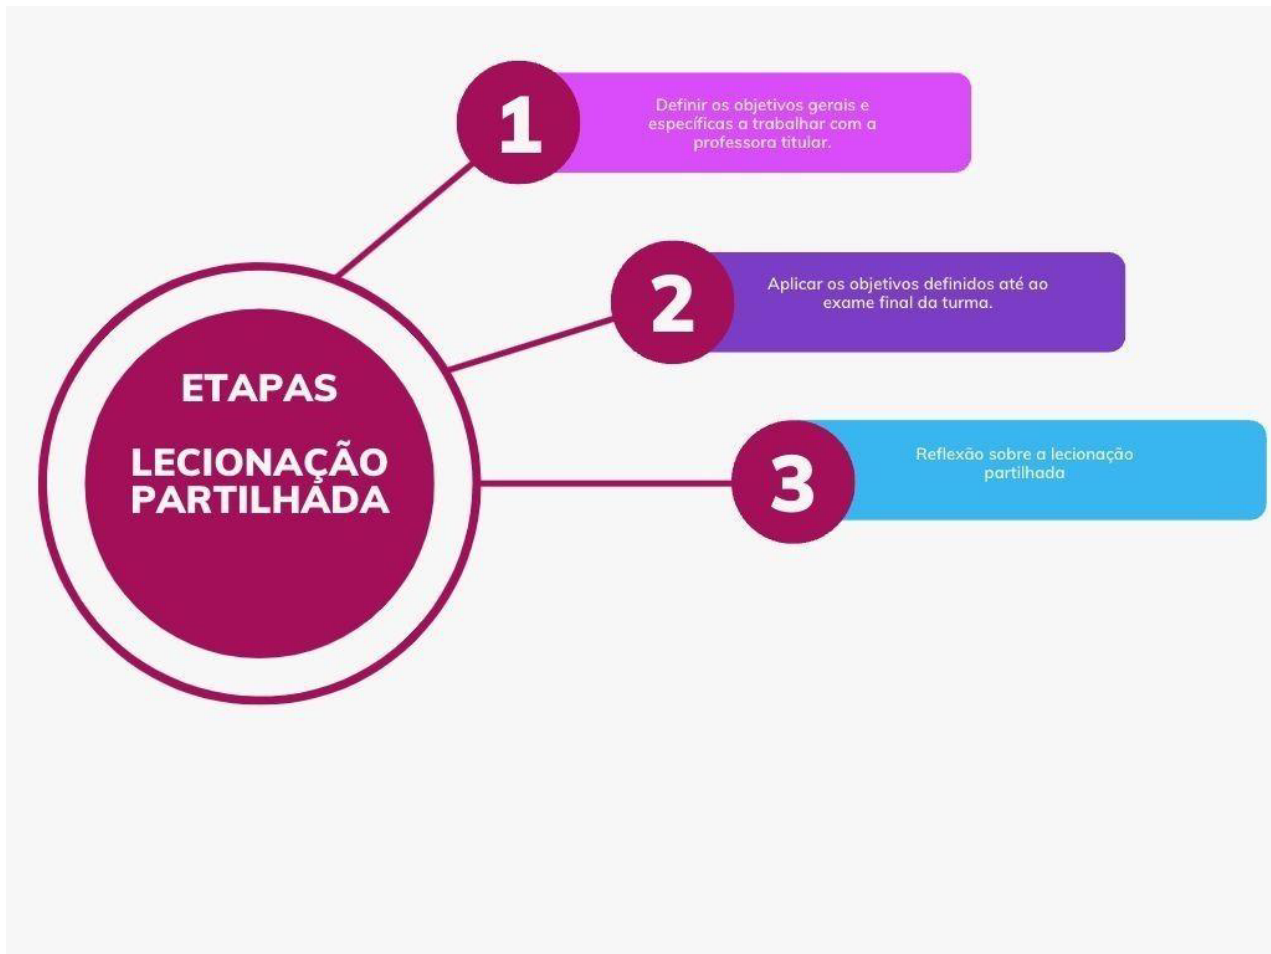 1
Definir os objetivos gerais e
específicas a trabalhar com a
professora titular.
2
Aplicar os objetivos definidos até ao
exame final da turma.
ETAPAS
LECIONAÇÃO
PARTILHADA
3
Reflexão sobre a lecionação
partilhada